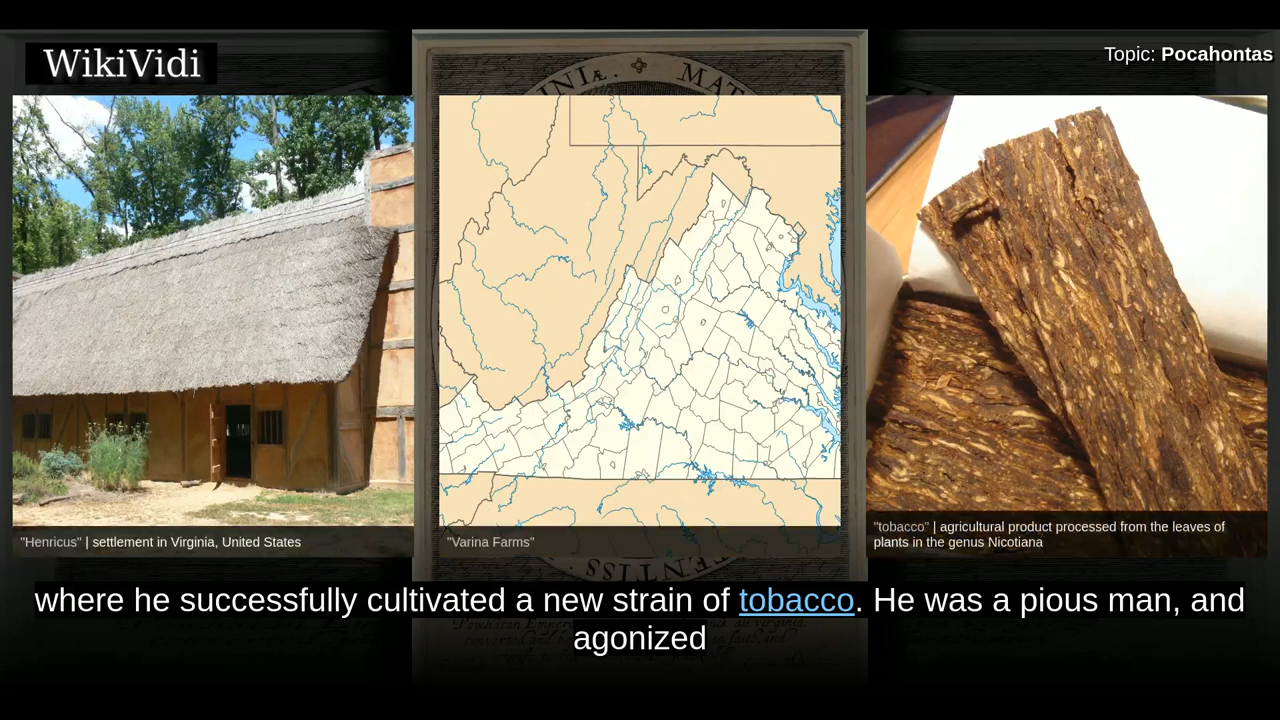 WikiVidi
Topic: Pocahontas
NIÆ. MAT
"Henricus" | settlement in Virginia, United States
"Varina Farms"
"tobacco" | agricultural product processed from the leaves of
plants in the genus Nicotiana
where he successfully cultivated a new strain of tobacco. He was a pious man, and
agonized